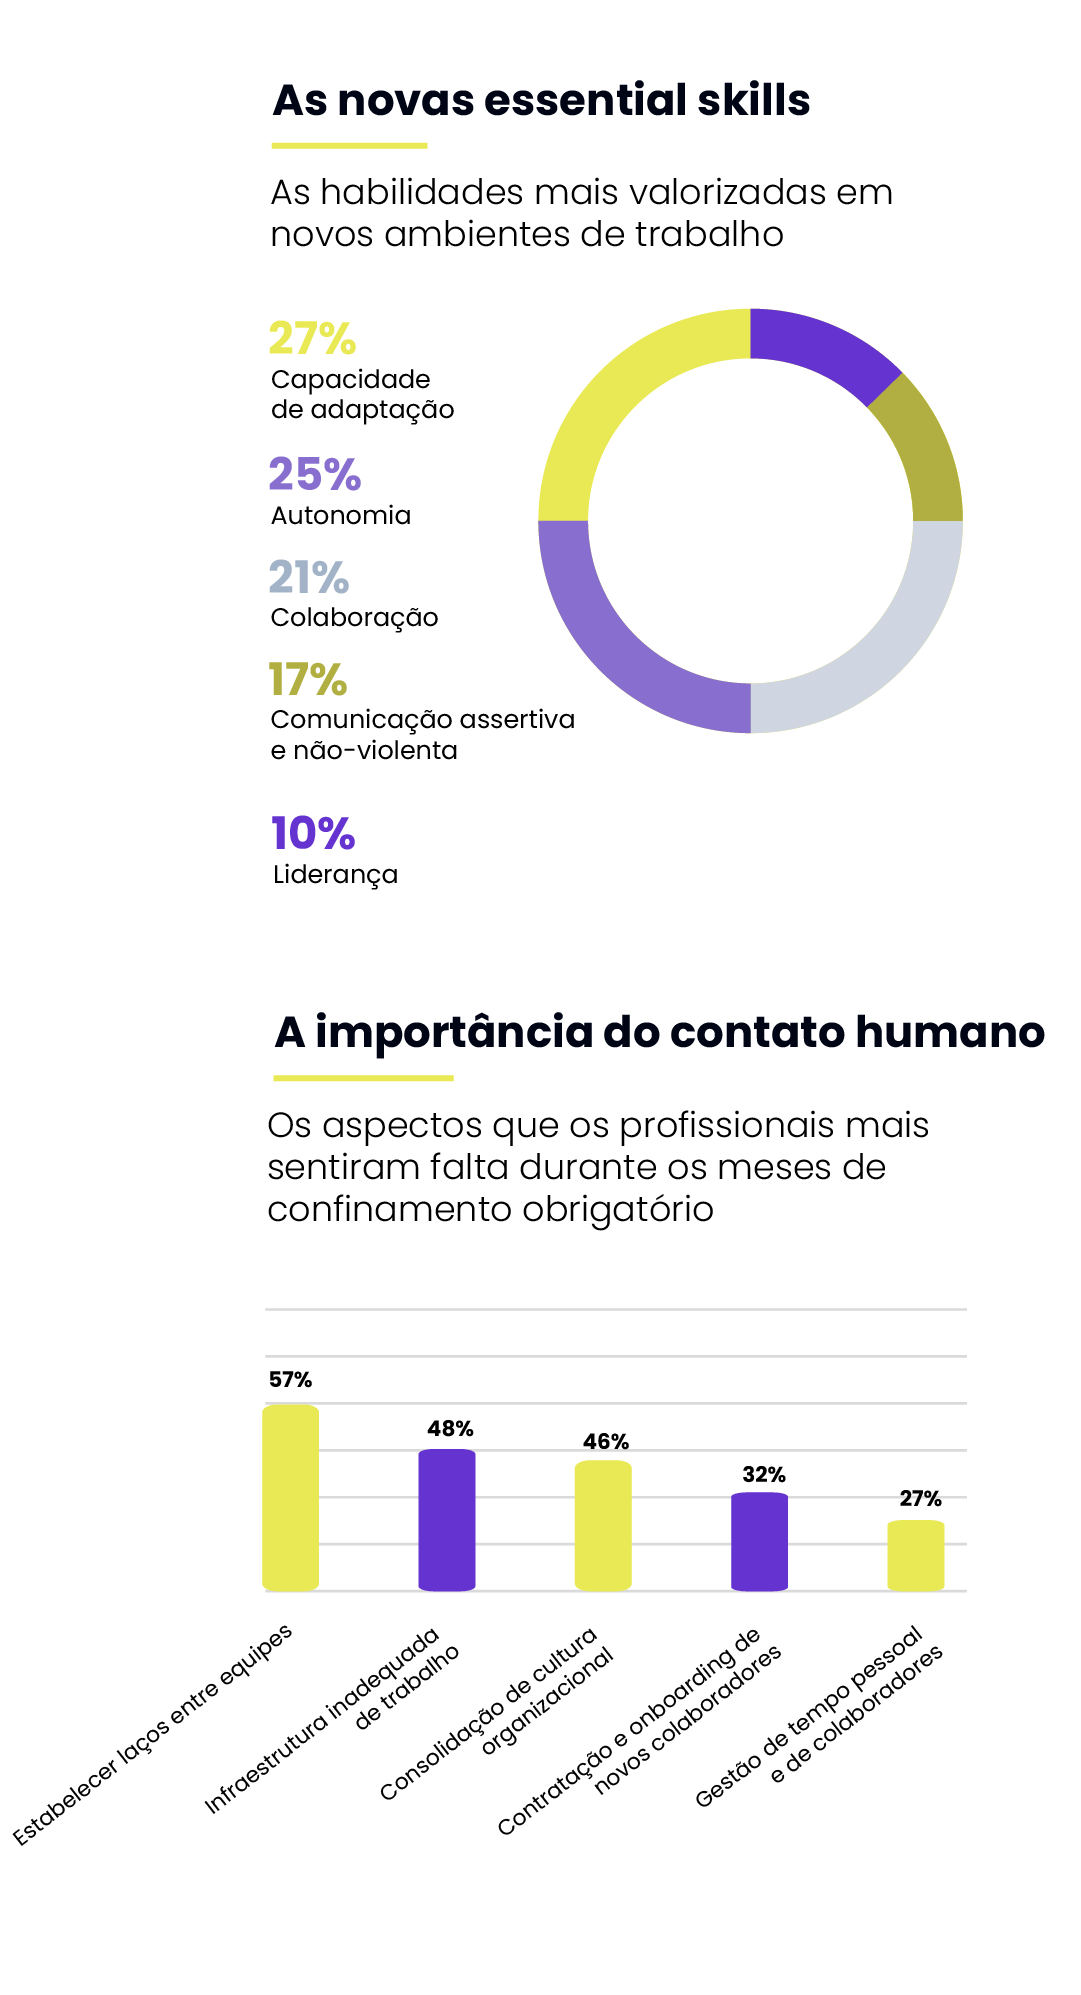 As novas essential skills
As habilidades mais valorizadas em
novos ambientes de trabalho
27%
Capacidade
de adaptação
25%
Autonomia
21%
Colaboração
17%
Comunicação assertiva
e não-violenta
10%
Liderança
A importância do contato humano
Os aspectos que os profissionais mais
sentiram falta durante os meses de
confinamento obrigatório
57%
48%
46%
32%
27%
Estabelecer laços entre equipes
Infraestrutura inadequada
de trabalho
Consolidação de cultura
organizacional
Contratação e onboarding de
novos colaboradores
Gestão de tempo pessoal
e de colaboradores